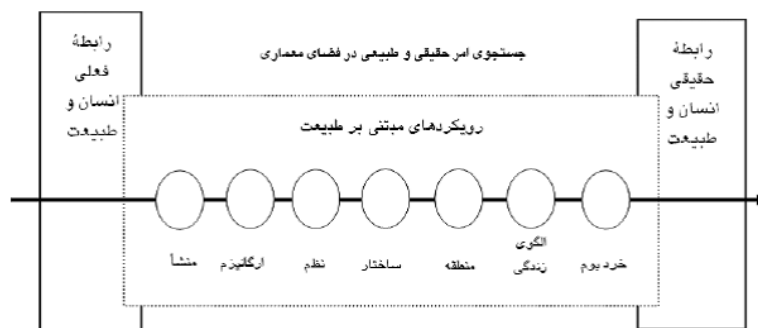 جستجوی امر حقیقی و طبیعی در فضای معماری
رابطهٔ
حقیقی
انسان و
طبیعت
رویکردهای مبتنی بر طبیعت
خرد بوم
الگوی
زندگی
منطقه
ساختار
نظم
ارگانیزم
منشأ
رابطهٔ
فعلی
انسان و
طبیعت